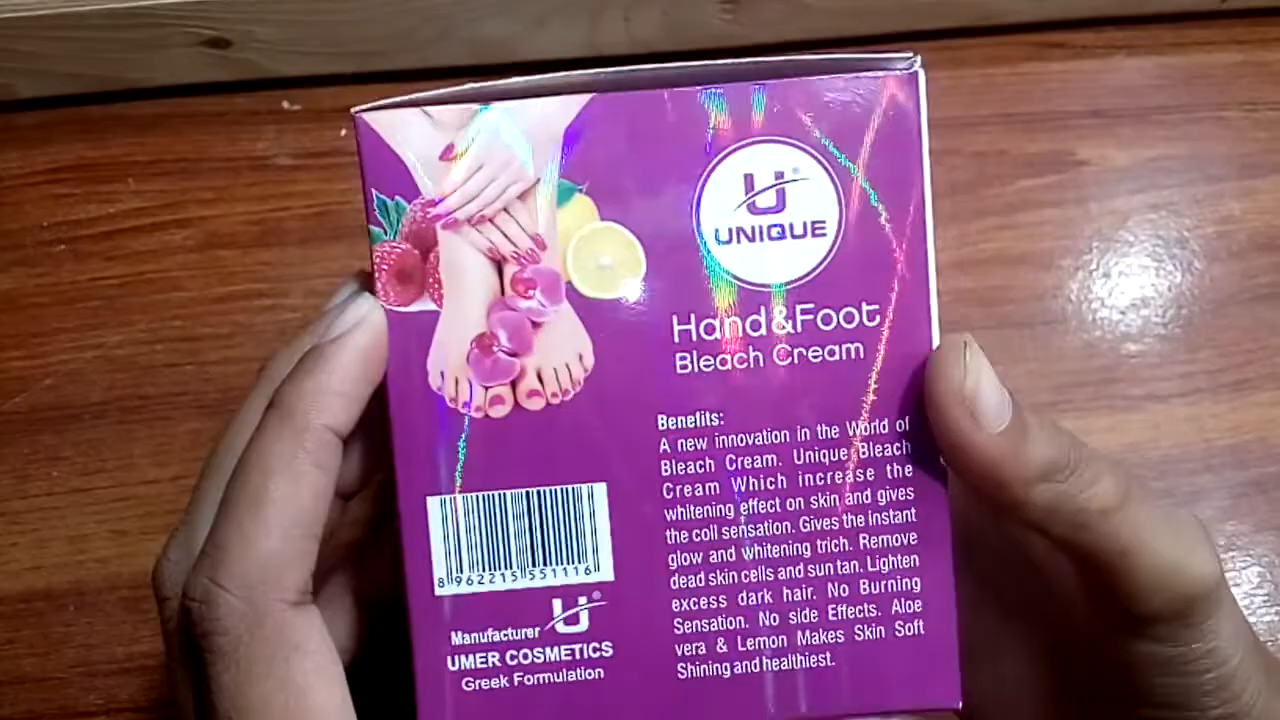 U
UNIQUE
Hand&Foot
Bleach Cream
Benefits:
A new innovation in the World of
Bleach Cream. Unique Bleach
Cream Which increase the
whitening effect on skin and gives
the coll sensation. Gives the instant
glow and whitening trich. Remove
dead skin cells and sun tan. Lighten
excess dark hair. No Burning
Sensation. No side Effects. Aloe
vera & Lemon Makes Skin Soft
Shining and healthiest.
8 962215 551116
Manufacturer U
UMER COSMETICS
Greek Formulation